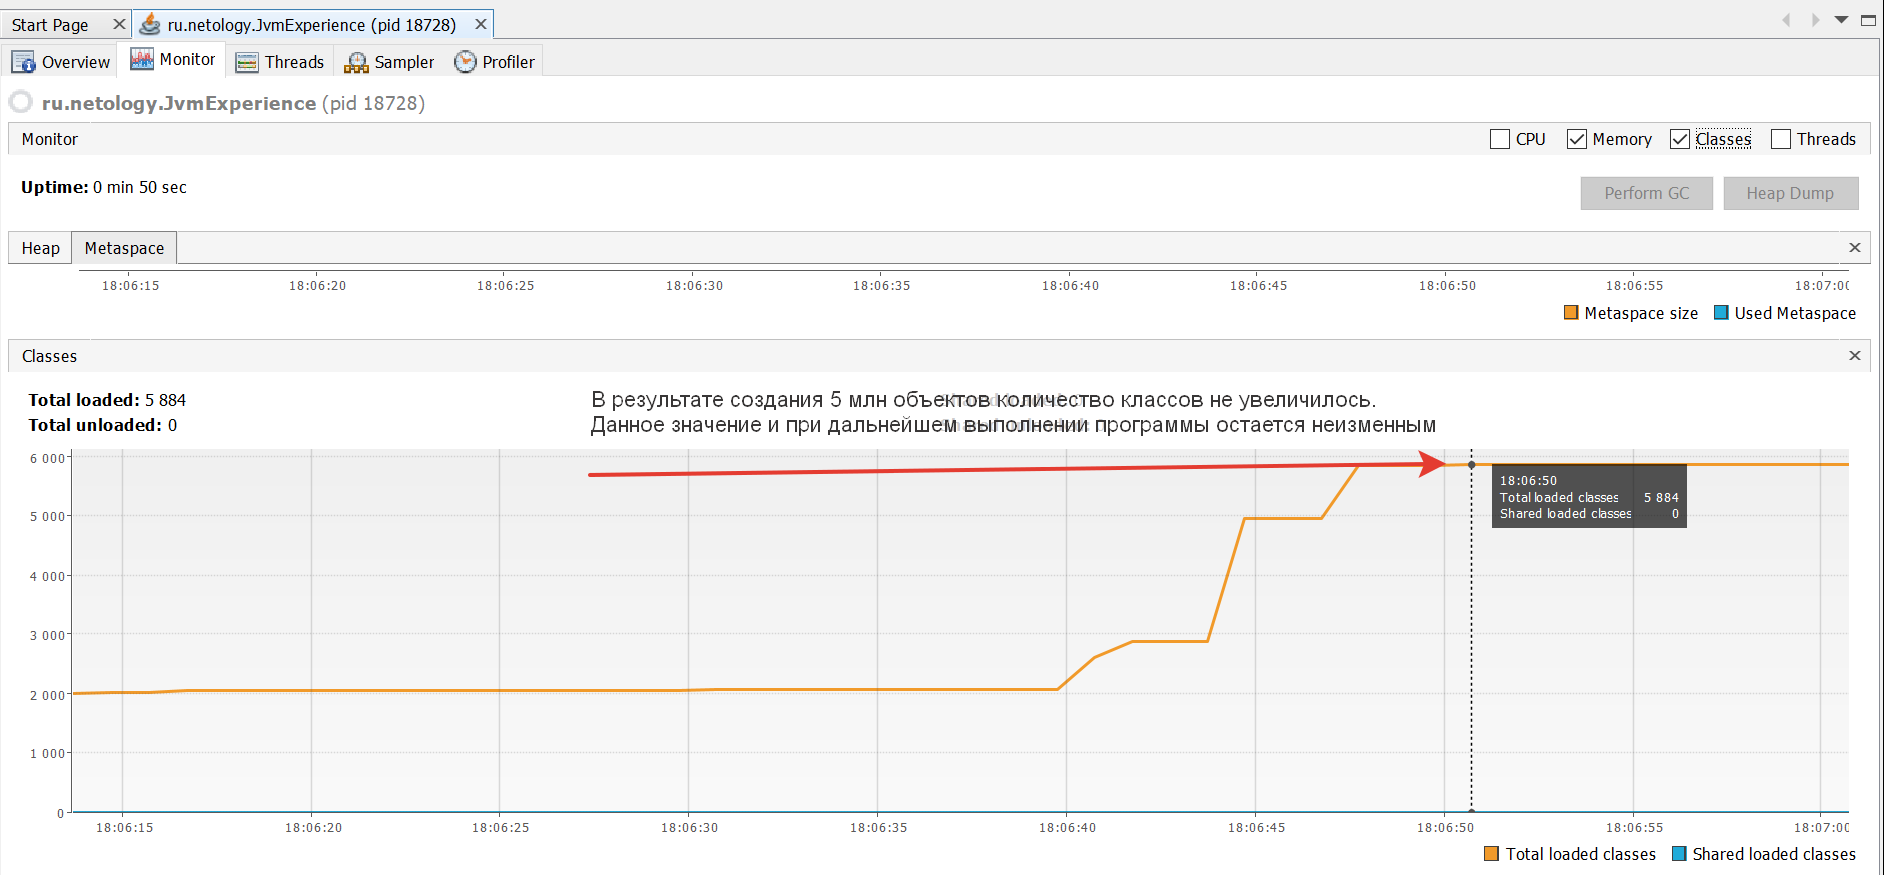 Start Page
ru.netology.JvmExperience (pid 18728)
Overview
Monitor
Threads
Sampler
Profiler
ru.netology.JvmExperience (pid 18728)
Monitor
CPU
Memory
Classes
Threads
Uptime: 0 min 50 sec
Perform GC
Heap Dump
Heap
Metaspace
18:06:15 18:06:20 18:06:25 18:06:30 18:06:35 18:06:40 18:06:45 18:06:50 18:06:55 18:07:00
Metaspace size
Used Metaspace
Classes
Total loaded: 5 884
Total unloaded: 0
В результате создания 5 млн объектов количество классов не увеличилось.
Данное значение и при дальнейшем выполнении программы остается неизменным
6 000
5 000
4 000
3 000
2 000
1 000
0
18:06:50
Total loaded classes 5 884
Shared loaded classes 0
18:06:15 18:06:20 18:06:25 18:06:30 18:06:35 18:06:40 18:06:45 18:06:50 18:06:55 18:07:00
Total loaded classes
Shared loaded classes